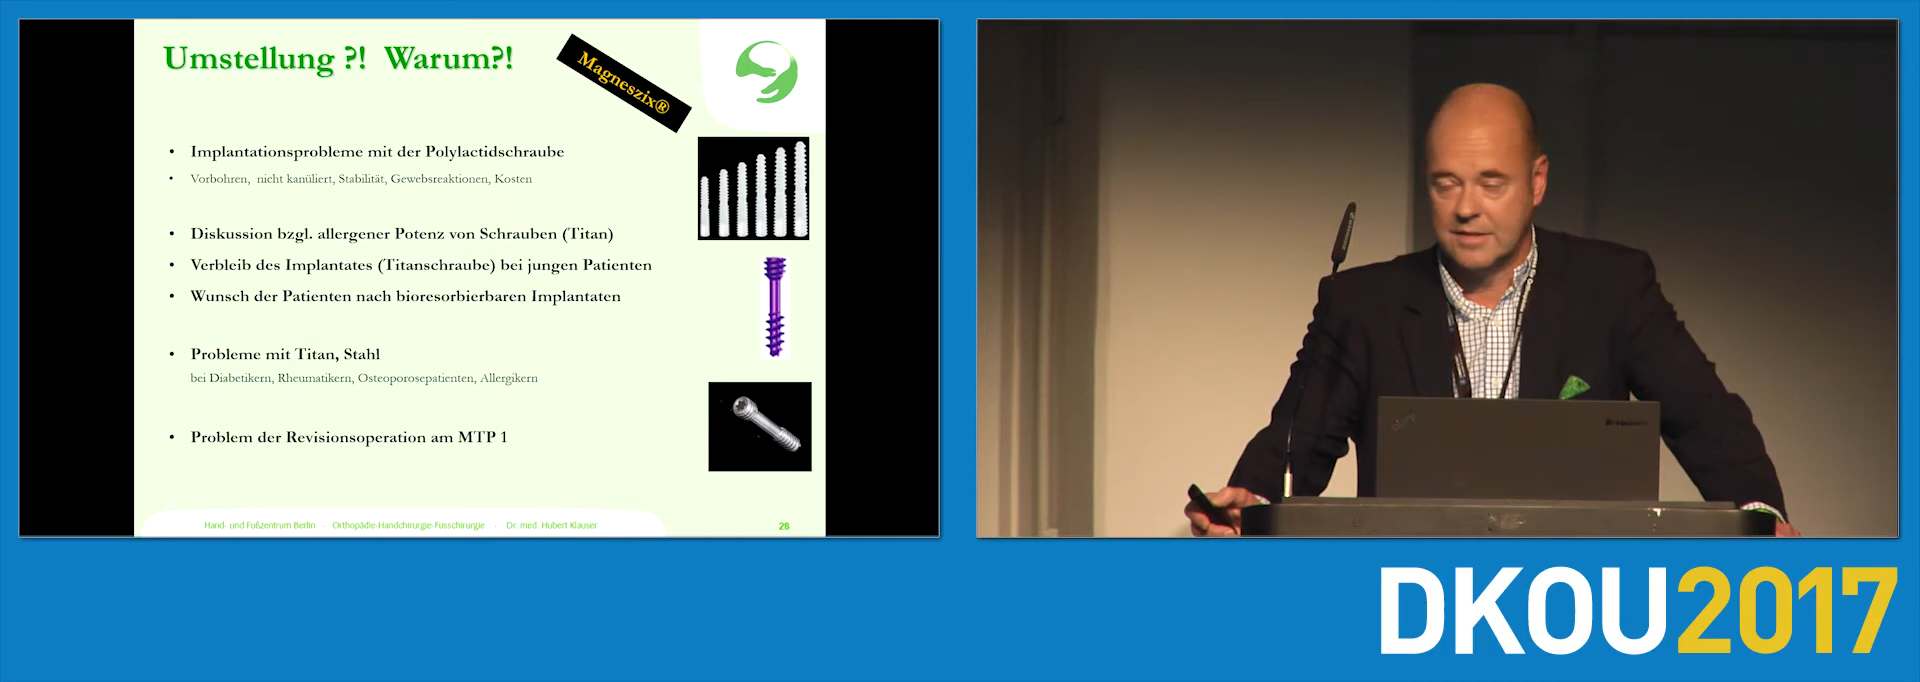 Umstellung ?! Warum?!
Magneszix®
• Implantationsprobleme mit der Polylactidschraube
• Vorbohren, nicht kanüliert, Stabilität, Gewebsreaktionen, Kosten
• Diskussion bzgl. allergener Potenz von Schrauben (Titan)
• Verbleib des Implantates (Titanschraube) bei jungen Patienten
• Wunsch der Patienten nach bioresorbierbaren Implantaten
• Probleme mit Titan, Stahl
bei Diabetikern, Rheumatikern, Osteoporosepatienten, Allergikern
• Problem der Revisionsoperation am MTP 1
Hand- und Fußzentrum Berlin - Orthopädie-Handchirurgie-Fusschirurgie - Dr. med. Hubert Klauser
28
DKOU2017